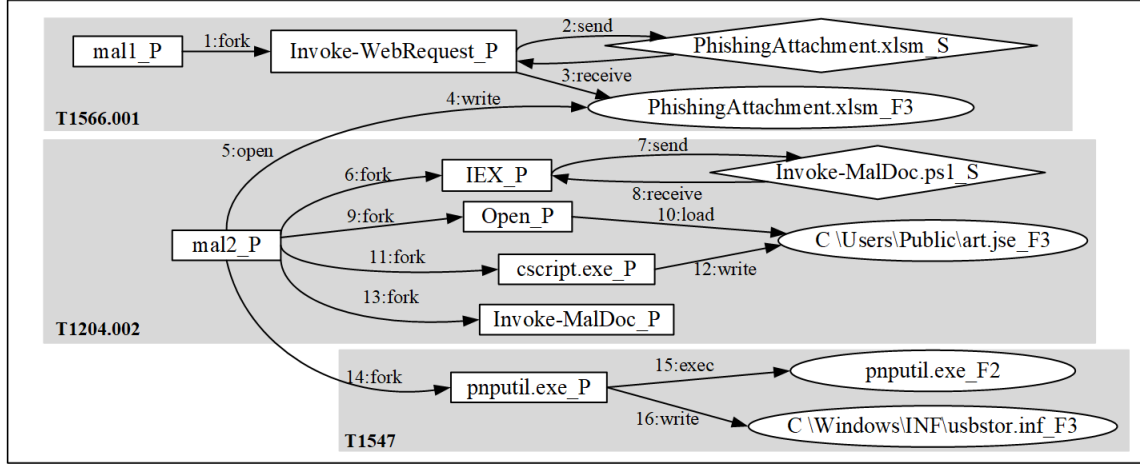 mal1_P
1:fork
Invoke-WebRequest_P
2:send
PhishingAttachment.xlsm_S
3:receive
4:write
PhishingAttachment.xlsm_F3
T1566.001
5:open
6:fork
IEX_P
7:send
Invoke-MalDoc.ps1_S
8:receive
9:fork
Open_P
10:load
mal2_P
C \Users\Public\art.jse_F3
11:fork
cscript.exe_P
12:write
13:fork
Invoke-MalDoc_P
T1204.002
14:fork
pnputil.exe_P
15:exec
pnputil.exe_F2
16:write
C \Windows\INF\usbstor.inf_F3
T1547